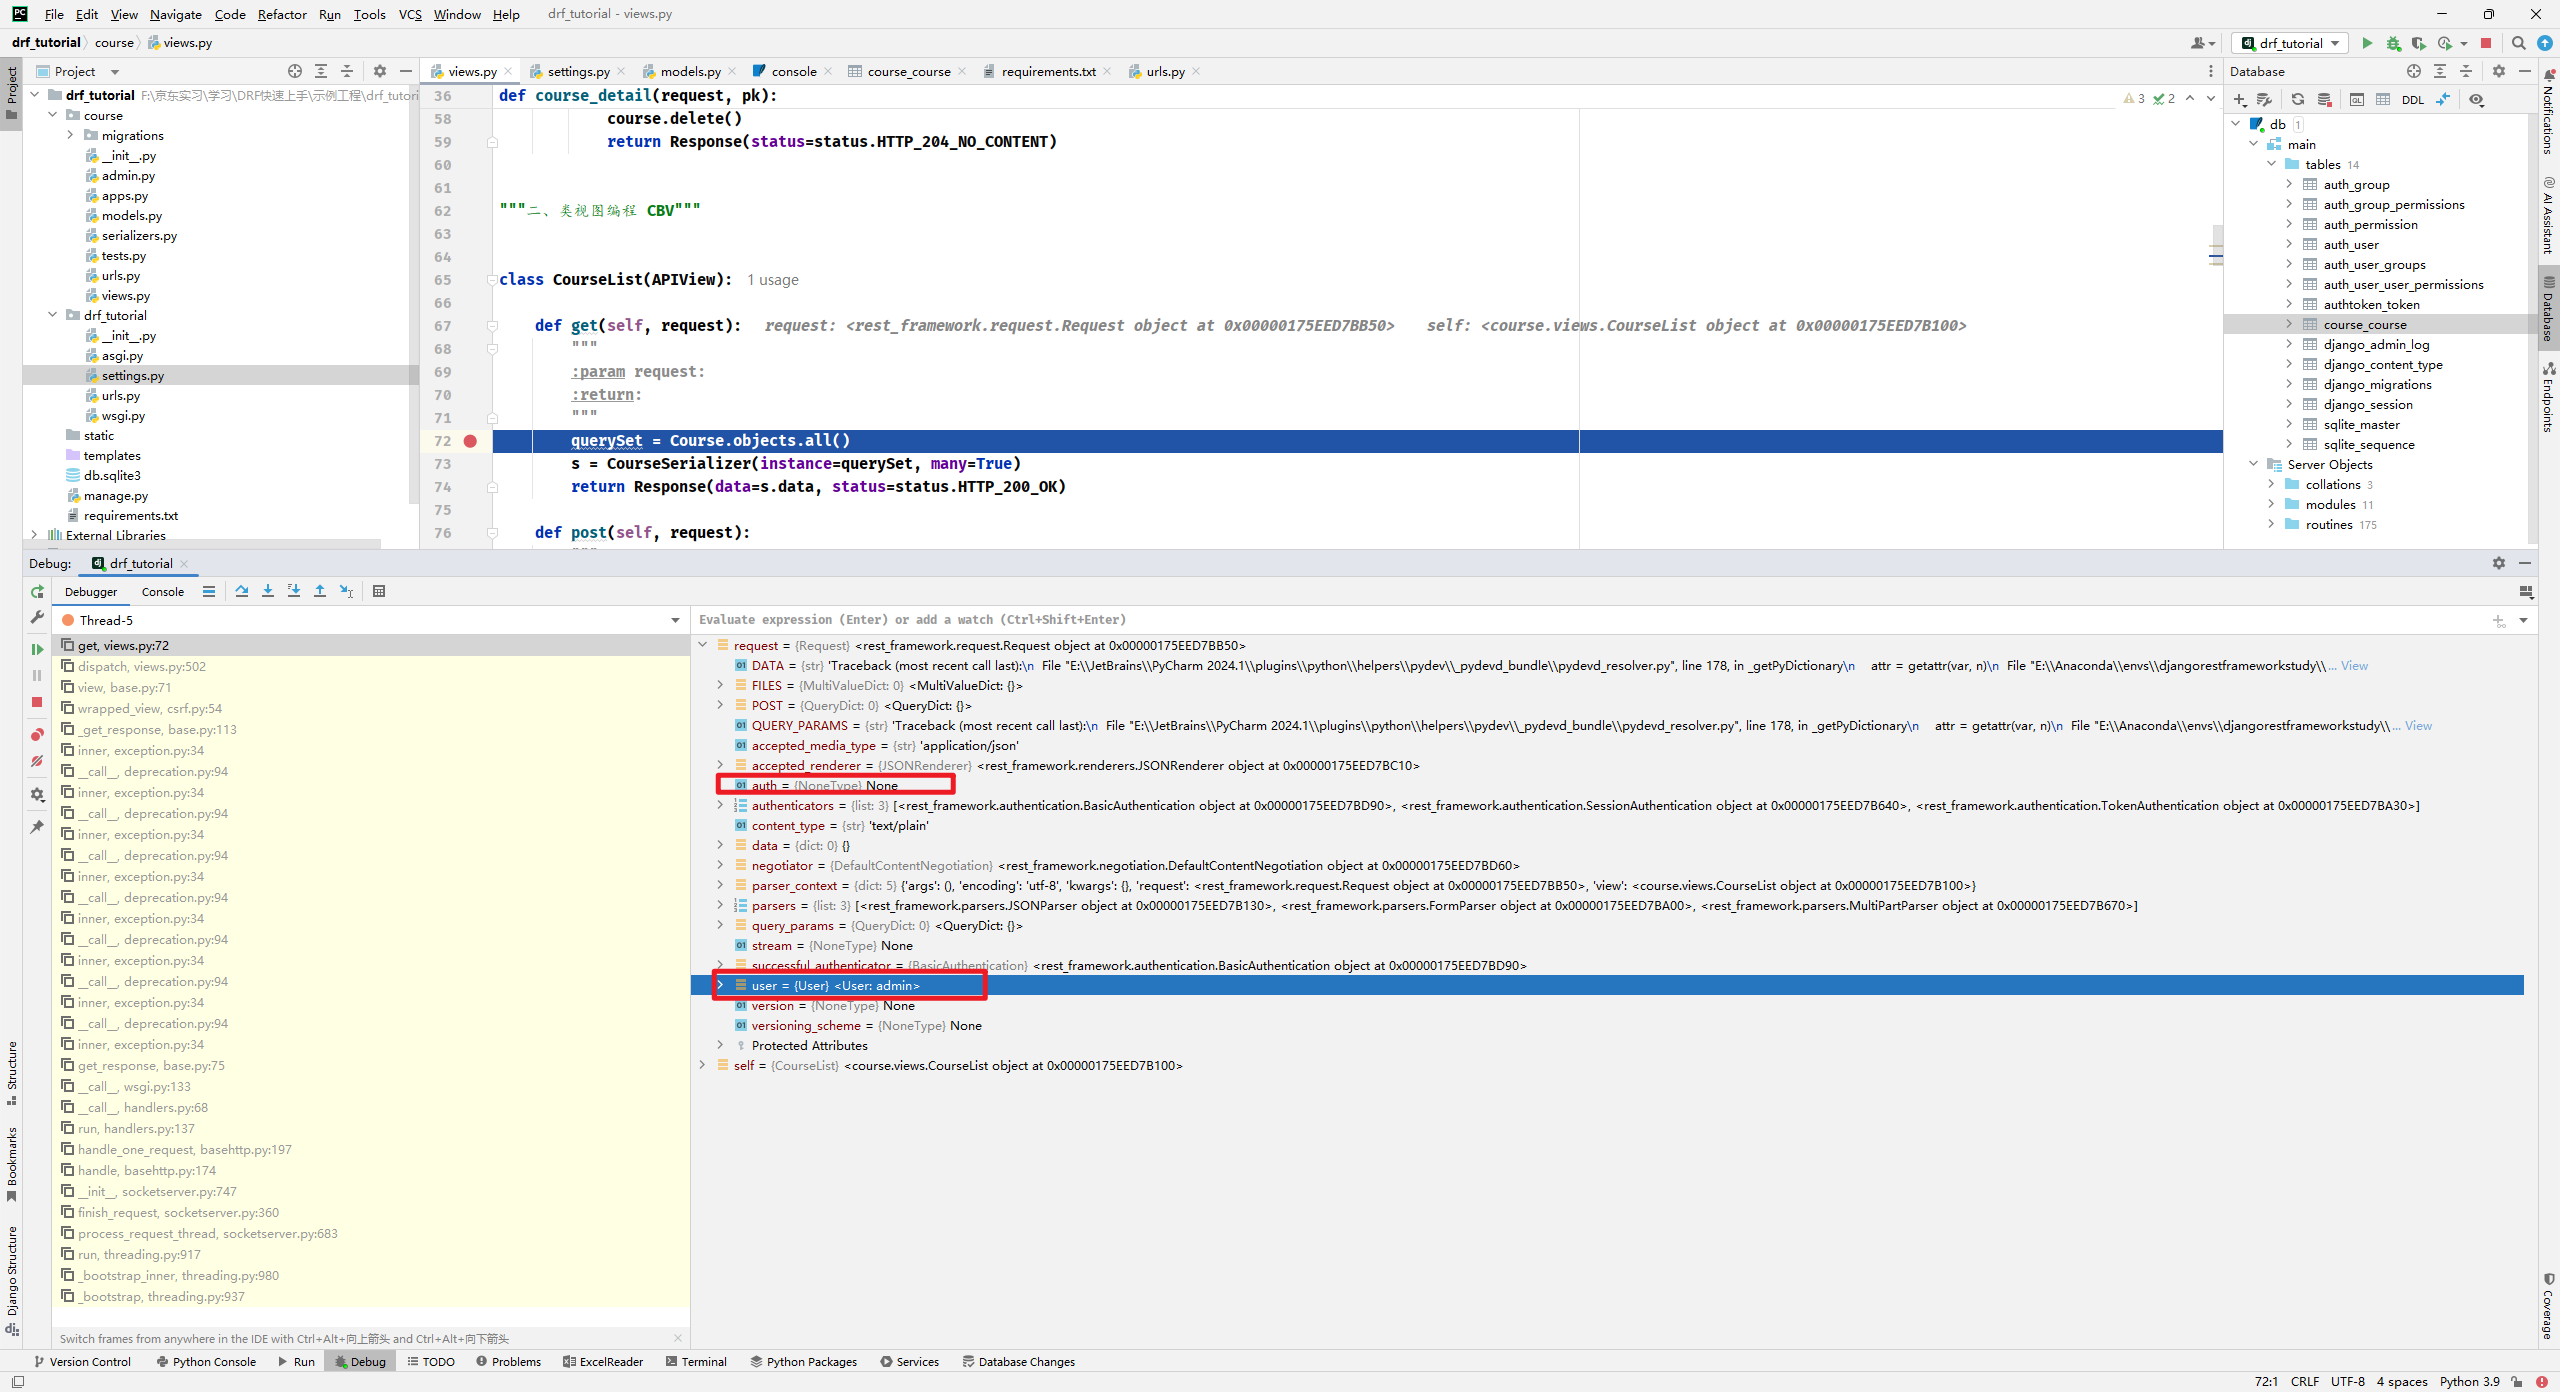 File Edit View Navigate Code Refactor Run Tools VCS Window Help drf_tutorial - views.py
drf_tutorial course views.py
drf_tutorial
Project
views.py settings.py models.py console course_course requirements.txt urls.py
Database
DDL
Project
drf_tutorial F:\京东实习\学习\DRF快速上手\示例工程\drf_tutori
course
migrations
__init__.py
admin.py
apps.py
models.py
serializers.py
tests.py
urls.py
views.py
drf_tutorial
__init__.py
asgi.py
settings.py
urls.py
wsgi.py
static
templates
db.sqlite3
manage.py
requirements.txt
External Libraries
3 2
36 def course_detail(request, pk):
58 course.delete()
59 return Response(status=status.HTTP_204_NO_CONTENT)
60
61
62 """二、类视图编程 CBV"""
63
64
65 class CourseList(APIView): 1 usage
66
67 def get(self, request): request: <rest_framework.request.Request object at 0x00000175EED7BB50> self: <course.views.CourseList object at 0x00000175EED7B100>
68 """
69 :param request:
70 :return:
71 """
72 querySet = Course.objects.all()
73 s = CourseSerializer(instance=querySet, many=True)
74 return Response(data=s.data, status=status.HTTP_200_OK)
75
76 def post(self, request):
db 1
main
tables 14
auth_group
auth_group_permissions
auth_permission
auth_user
auth_user_groups
auth_user_user_permissions
authtoken_token
course_course
django_admin_log
django_content_type
django_migrations
django_session
sqlite_master
sqlite_sequence
Server Objects
collations 3
modules 11
routines 175
Notifications
AI Assistant
Database
Endpoints
Coverage
Debug: drf_tutorial
Debugger Console
Thread-5
get, views.py:72
dispatch, views.py:502
view, base.py:71
wrapped_view, csrf.py:54
_get_response, base.py:113
inner, exception.py:34
__call__, deprecation.py:94
inner, exception.py:34
__call__, deprecation.py:94
inner, exception.py:34
__call__, deprecation.py:94
inner, exception.py:34
__call__, deprecation.py:94
inner, exception.py:34
__call__, deprecation.py:94
inner, exception.py:34
__call__, deprecation.py:94
inner, exception.py:34
__call__, deprecation.py:94
inner, exception.py:34
get_response, base.py:75
__call__, wsgi.py:133
__call__, handlers.py:68
run, handlers.py:137
handle_one_request, basehttp.py:197
handle, basehttp.py:174
__init__, socketserver.py:747
finish_request, socketserver.py:360
process_request_thread, socketserver.py:683
run, threading.py:917
_bootstrap_inner, threading.py:980
_bootstrap, threading.py:937
Switch frames from anywhere in the IDE with Ctrl+Alt+向上箭头 and Ctrl+Alt+向下箭头
Evaluate expression (Enter) or add a watch (Ctrl+Shift+Enter)
request = {Request} <rest_framework.request.Request object at 0x00000175EED7BB50>
DATA = {str} 'Traceback (most recent call last):\n File "E:\\JetBrains\\PyCharm 2024.1\\plugins\\python\\helpers\\pydev\\_pydevd_bundle\\pydevd_resolver.py", line 178, in _getPyDictionary\n attr = getattr(var, n)\n File "E:\\Anaconda\\envs\\djangorestframeworkstudy\\... View
FILES = {MultiValueDict: 0} <MultiValueDict: {}>
POST = {QueryDict: 0} <QueryDict: {}>
QUERY_PARAMS = {str} 'Traceback (most recent call last):\n File "E:\\JetBrains\\PyCharm 2024.1\\plugins\\python\\helpers\\pydev\\_pydevd_bundle\\pydevd_resolver.py", line 178, in _getPyDictionary\n attr = getattr(var, n)\n File "E:\\Anaconda\\envs\\djangorestframeworkstudy\\... View
accepted_media_type = {str} 'application/json'
accepted_renderer = {JSONRenderer} <rest_framework.renderers.JSONRenderer object at 0x00000175EED7BC10>
auth = {NoneType} None
authenticators = {list: 3} [<rest_framework.authentication.BasicAuthentication object at 0x00000175EED7BD90>, <rest_framework.authentication.SessionAuthentication object at 0x00000175EED7B640>, <rest_framework.authentication.TokenAuthentication object at 0x00000175EED7BA30>]
content_type = {str} 'text/plain'
data = {dict: 0} {}
negotiator = {DefaultContentNegotiation} <rest_framework.negotiation.DefaultContentNegotiation object at 0x00000175EED7BD60>
parser_context = {dict: 5} {'args': (), 'encoding': 'utf-8', 'kwargs': {}, 'request': <rest_framework.request.Request object at 0x00000175EED7BB50>, 'view': <course.views.CourseList object at 0x00000175EED7B100>}
parsers = {list: 3} [<rest_framework.parsers.JSONParser object at 0x00000175EED7B130>, <rest_framework.parsers.FormParser object at 0x00000175EED7BA00>, <rest_framework.parsers.MultiPartParser object at 0x00000175EED7B670>]
query_params = {QueryDict: 0} <QueryDict: {}>
stream = {NoneType} None
successful_authenticator = {BasicAuthentication} <rest_framework.authentication.BasicAuthentication object at 0x00000175EED7BD90>
user = {User} <User: admin>
version = {NoneType} None
versioning_scheme = {NoneType} None
Protected Attributes
self = {CourseList} <course.views.CourseList object at 0x00000175EED7B100>
Structure
Bookmarks
Django Structure
Version Control Python Console Run Debug TODO Problems ExcelReader Terminal Python Packages Services Database Changes
72:1 CRLF UTF-8 4 spaces Python 3.9